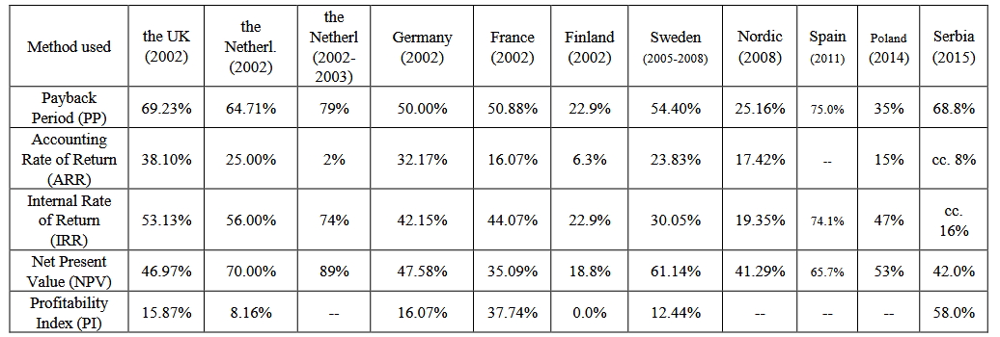 Method used the UK (2002) the Netherl. (2002) the Netherl (2002-2003) Germany (2002) France (2002) Finland (2002) Sweden (2005-2008) Nordic (2008) Spain (2011) Poland (2014) Serbia (2015)
Payback Period (PP) 69.23% 64.71% 79% 50.00% 50.88% 22.9% 54.40% 25.16% 75.0% 35% 68.8%
Accounting Rate of Return (ARR) 38.10% 25.00% 2% 32.17% 16.07% 6.3% 23.83% 17.42% -- 15% cc. 8%
Internal Rate of Return (IRR) 53.13% 56.00% 74% 42.15% 44.07% 22.9% 30.05% 19.35% 74.1% 47% cc. 16%
Net Present Value (NPV) 46.97% 70.00% 89% 47.58% 35.09% 18.8% 61.14% 41.29% 65.7% 53% 42.0%
Profitability Index (PI) 15.87% 8.16% -- 16.07% 37.74% 0.0% 12.44% -- -- -- 58.0%